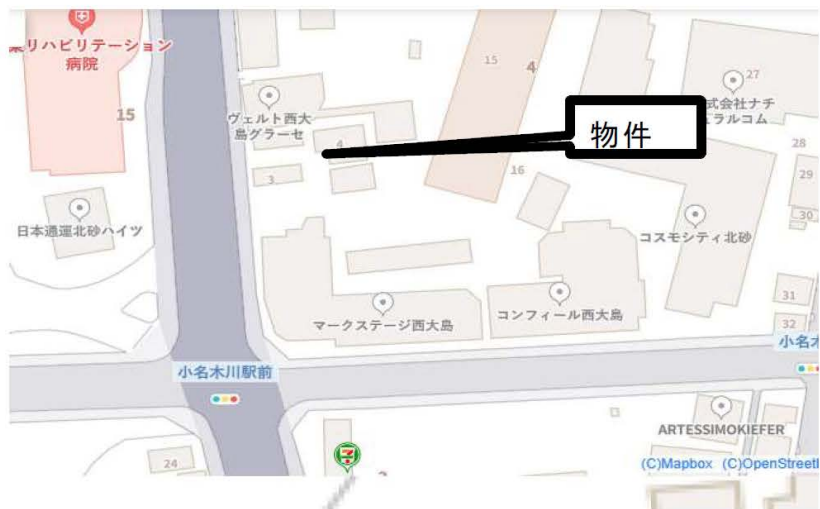 リハビリテーション
病院
15
15
4
27
ヴェルト西大
島グラーセ
式会社ナチ
ュラルコム
物件
4
3
16
28
29
30
日本通運北砂ハイツ
コスモシティ北砂
マークステージ西大島
コンフィール西大島
31
32
小名木川駅前
小名木
ARTESSIMOKIEFER
24
(C)Mapbox (C)OpenStreetM